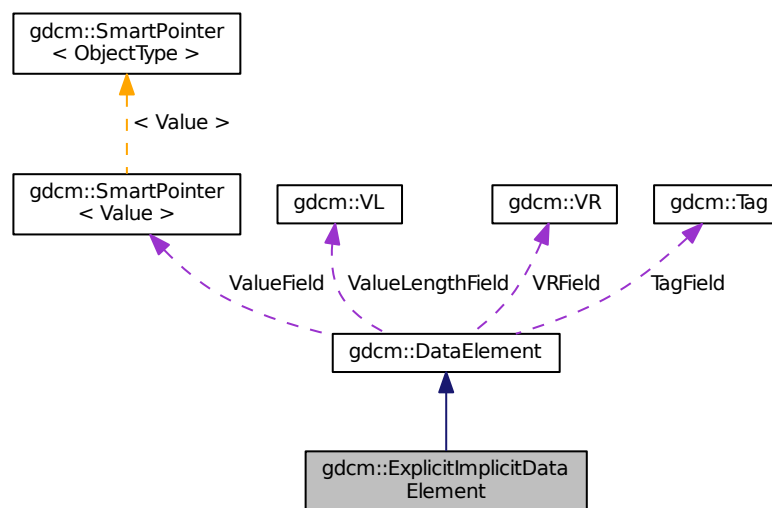 gdcm::SmartPointer
< ObjectType >
< Value >
gdcm::SmartPointer
< Value >
gdcm::VL
gdcm::VR
gdcm::Tag
ValueField
ValueLengthField
VRField
TagField
gdcm::DataElement
gdcm::ExplicitImplicitData
Element